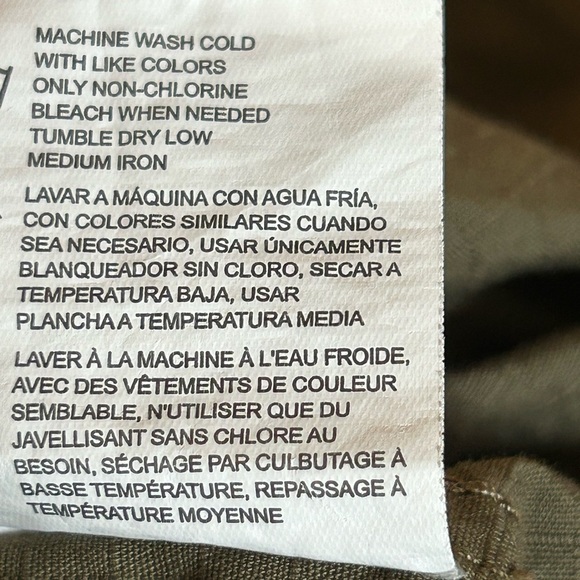 MACHINE WASH COLD
WITH LIKE COLORS
ONLY NON-CHLORINE
BLEACH WHEN NEEDED
TUMBLE DRY LOW
MEDIUM IRON
LAVAR A MÁQUINA CON AGUA FRÍA,
CON COLORES SIMILARES CUANDO
SEA NECESARIO, USAR ÚNICAMENTE
BLANQUEADOR SIN CLORO, SECAR A
TEMPERATURA BAJA, USAR
PLANCHA A TEMPERATURA MEDIA
LAVER À LA MACHINE À L'EAU FROIDE,
AVEC DES VÊTEMENTS DE COULEUR
SEMBLABLE, N'UTILISER QUE DU
JAVELLISANT SANS CHLORE AU
BESOIN, SÉCHAGE PAR CULBUTAGE À
BASSE TEMPÉRATURE, REPASSAGE À
TEMPÉRATURE MOYENNE